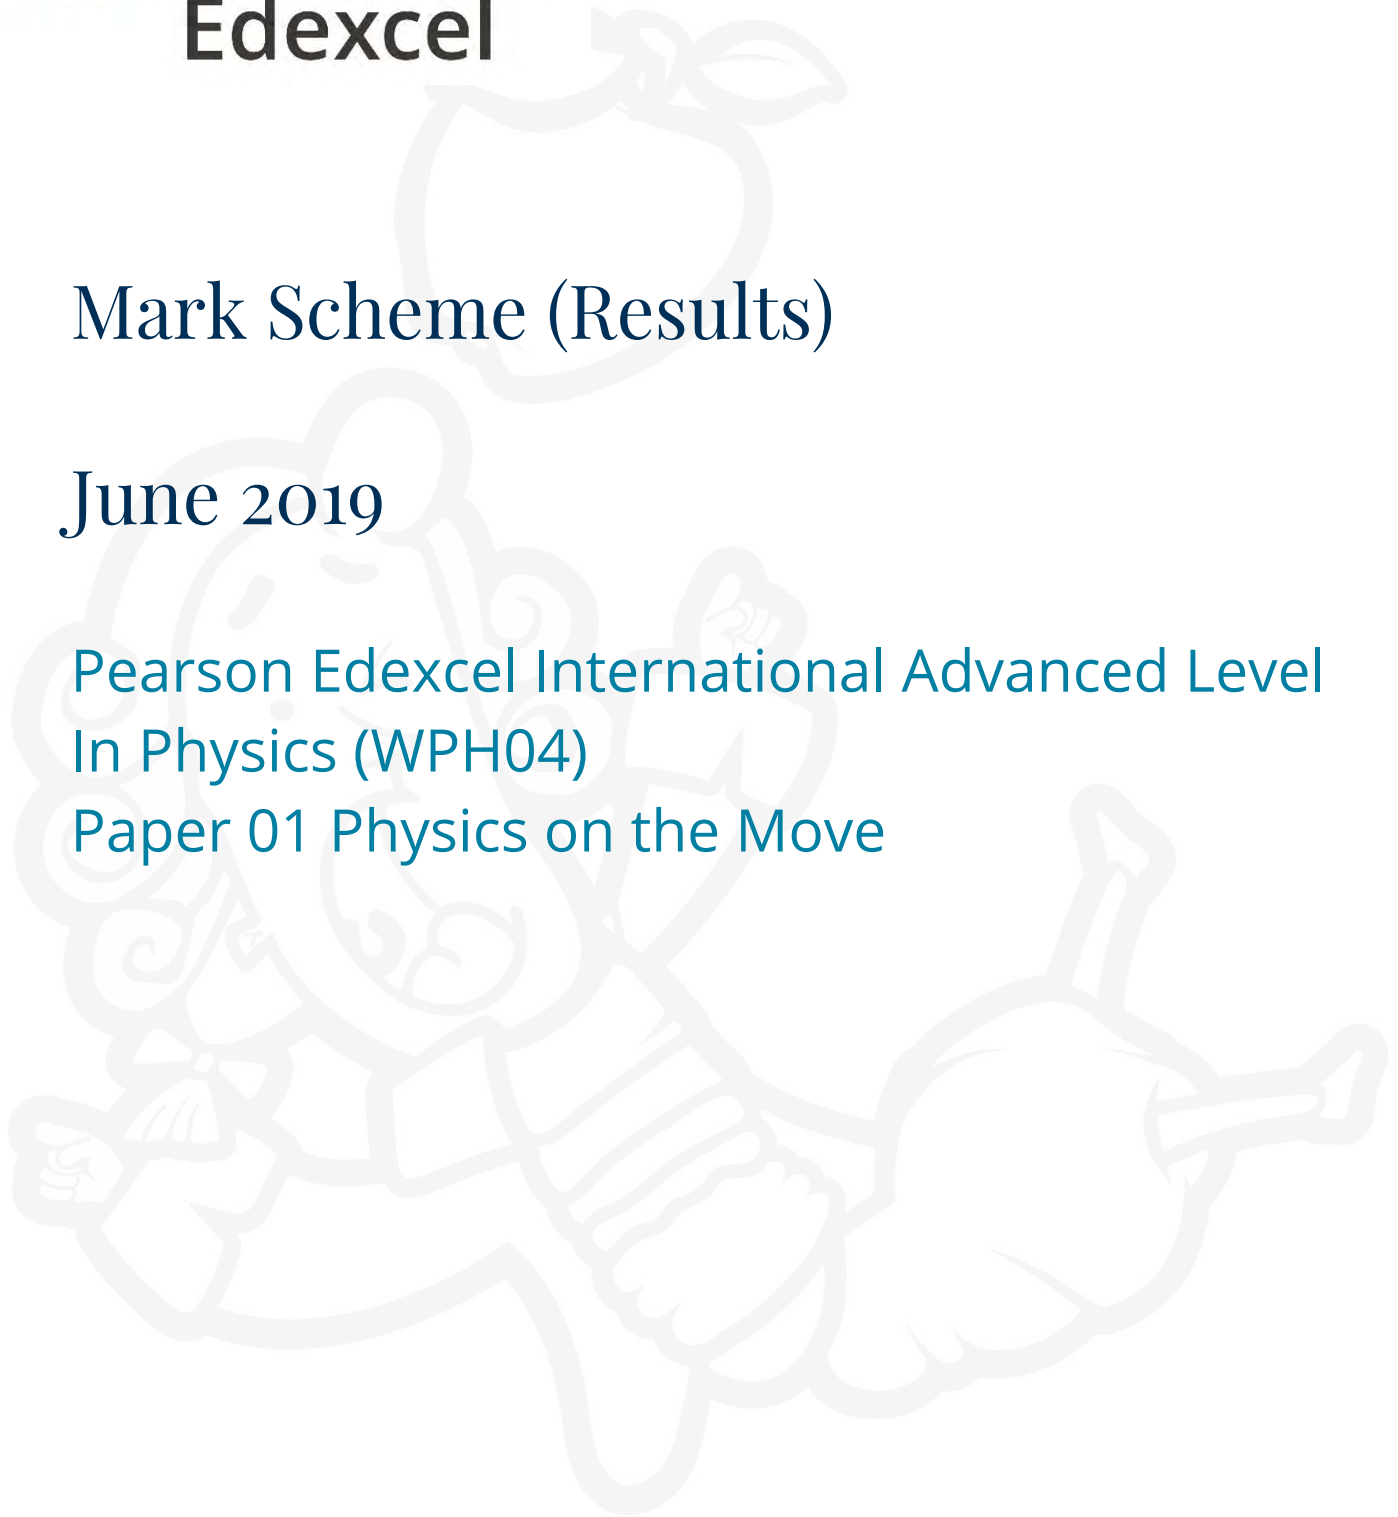 Edexcel
Mark Scheme (Results)
June 2019
Pearson Edexcel International Advanced Level
In Physics (WPH04)
Paper 01 Physics on the Move